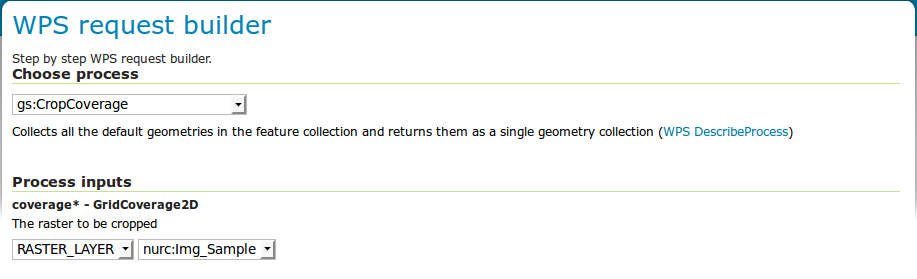 WPS request builder
Step by step WPS request builder.
Choose process
gs:CropCoverage
Collects all the default geometries in the feature collection and returns them as a single geometry collection (WPS DescribeProcess)
Process inputs
coverage* - GridCoverage2D
The raster to be cropped
RASTER_LAYER nurc:Img_Sample